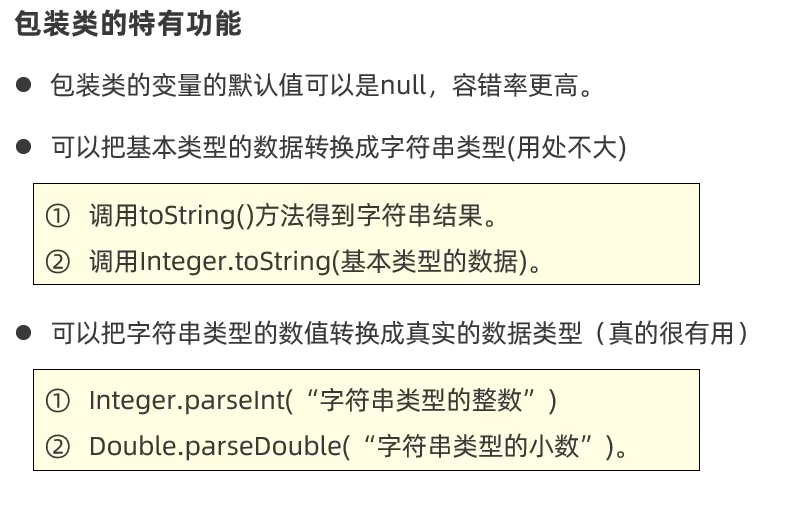 包装类的特有功能
● 包装类的变量的默认值可以是null，容错率更高。
● 可以把基本类型的数据转换成字符串类型(用处不大)
① 调用toString()方法得到字符串结果。
② 调用Integer.toString(基本类型的数据)。
● 可以把字符串类型的数值转换成真实的数据类型（真的很有用）
① Integer.parseInt(“字符串类型的整数”)
② Double.parseDouble(“字符串类型的小数”)。